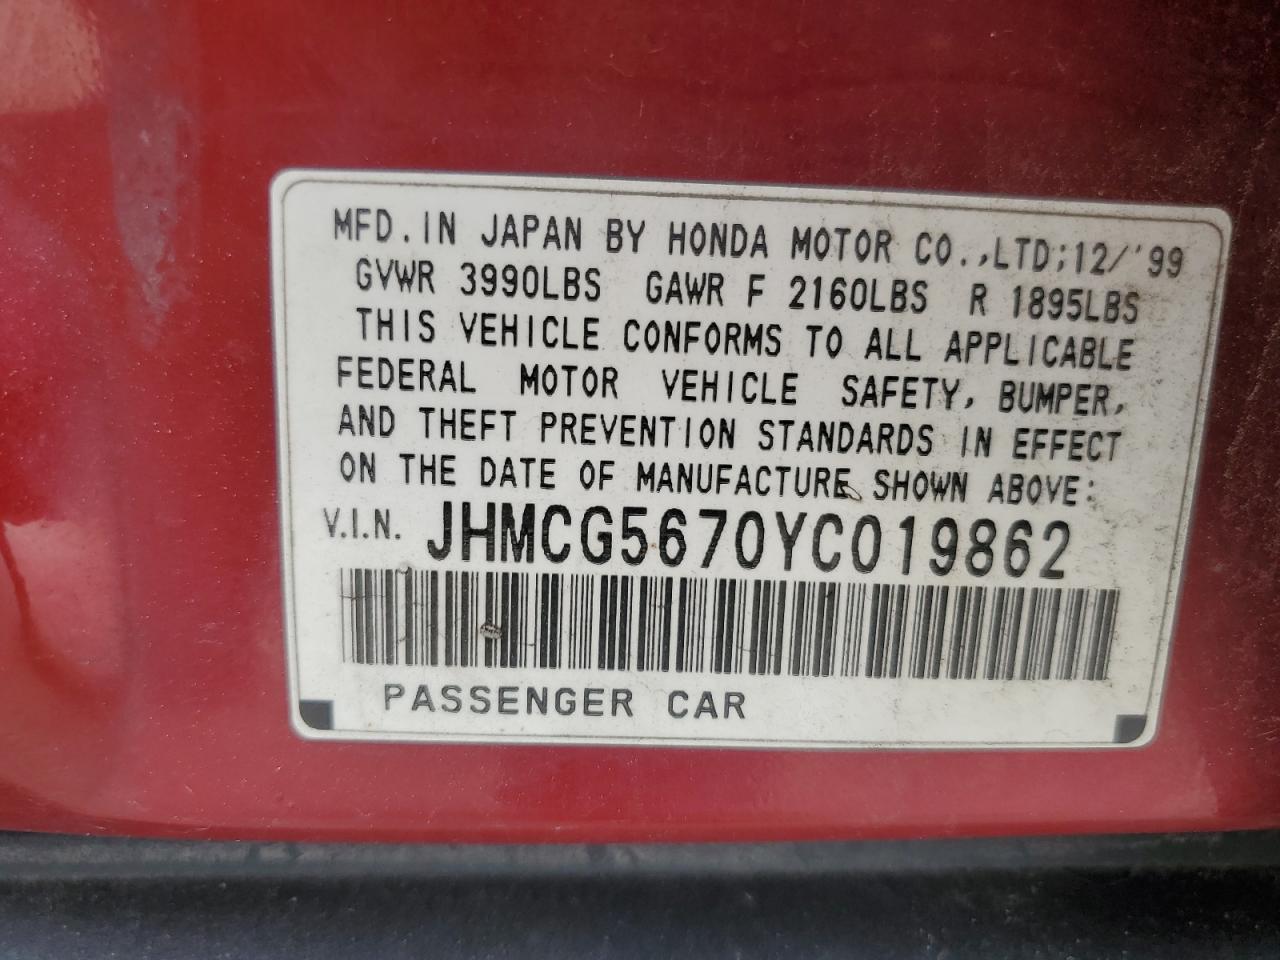 MFD. IN JAPAN BY HONDA MOTOR CO.,LTD;12/'99
GVWR 3990LBS GAWR F 2160LBS R 1895LBS
THIS VEHICLE CONFORMS TO ALL APPLICABLE
FEDERAL MOTOR VEHICLE SAFETY, BUMPER,
AND THEFT PREVENTION STANDARDS IN EFFECT
ON THE DATE OF MANUFACTURE SHOWN ABOVE:
V.I.N. JHMCG5670YC019862
PASSENGER CAR